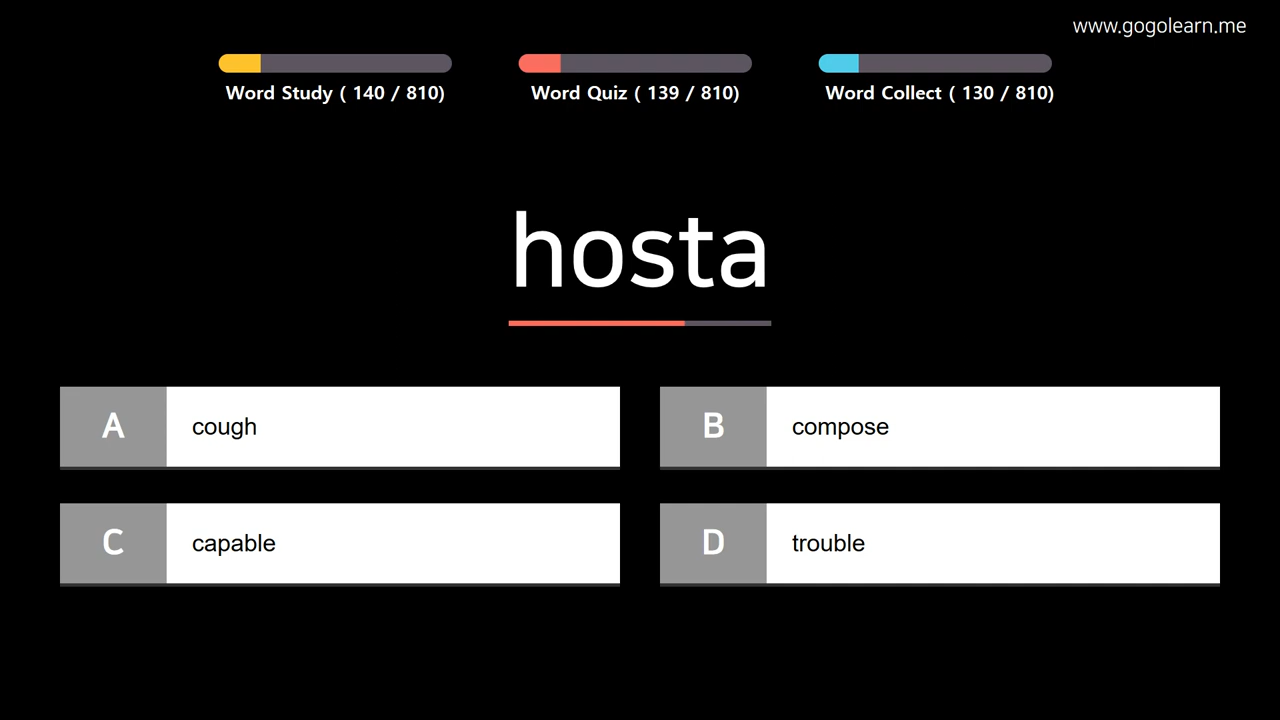 www.gogolearn.me
Word Study ( 140 / 810)
Word Quiz ( 139 / 810)
Word Collect ( 130 / 810)
hosta
A cough
B compose
C capable
D trouble